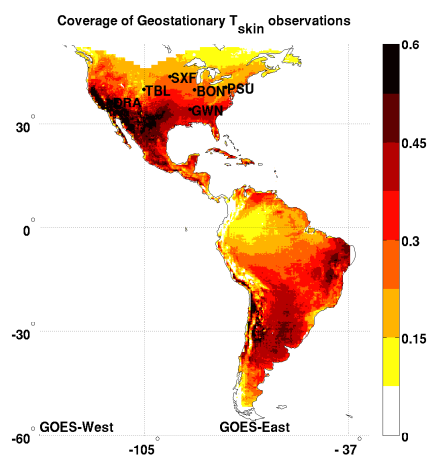 Coverage of Geostationary T_skin observations
0.6
SXF
TBL
BON
PSU
DRA
GWN
30°
0.45
0°
0.3
-30°
0.15
GOES-West
GOES-East
-60°
0
-105°
-37°